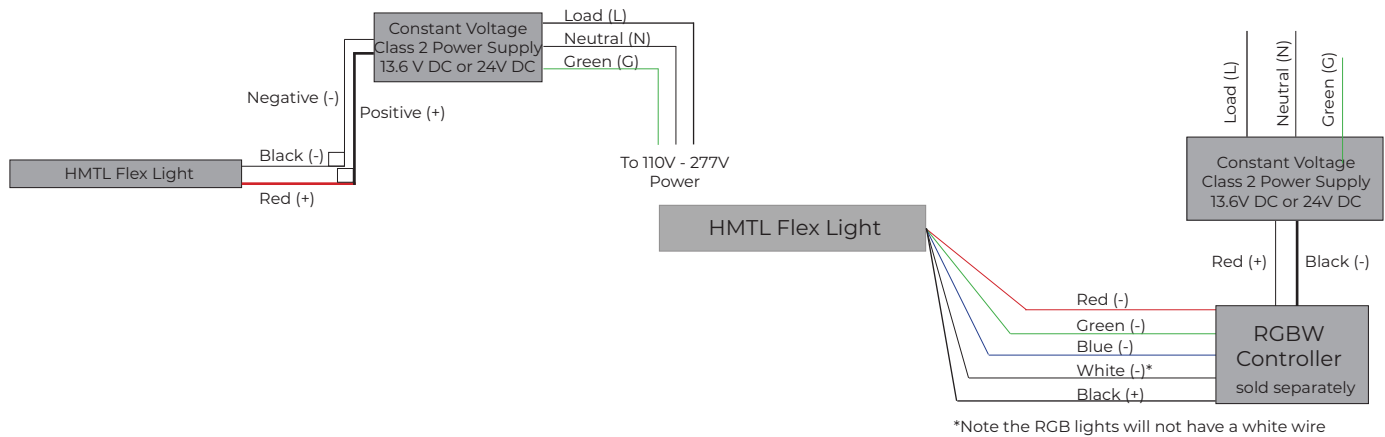 Constant Voltage
Class 2 Power Supply
13.6 V DC or 24V DC
Load (L)
Neutral (N)
Green (G)
Negative (-)
Positive (+)
Black (-)
HMTL Flex Light
Red (+)
To 110V - 277V
Power
Load (L)
Neutral (N)
Green (G)
Constant Voltage
Class 2 Power Supply
13.6V DC or 24V DC
HMTL Flex Light
Red (+)
Black (-)
Red (-)
Green (-)
Blue (-)
White (-)*
Black (+)
RGBW
Controller
sold separately
*Note the RGB lights will not have a white wire